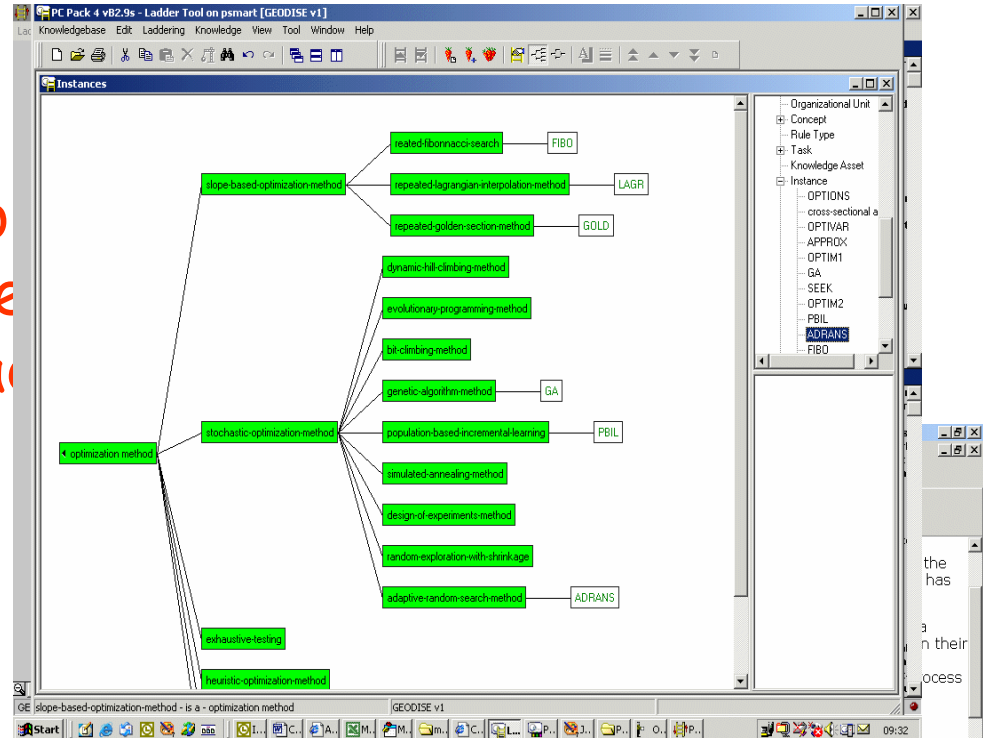 PC Pack 4 vB2.9s - Ladder Tool on psmart [GEODISE v1]
Knowledgebase Edit Laddering Knowledge View Tool Window Help
Instances
reated-fibonnacci-search FIBO
slope-based-optimization-method repeated-lagrangian-interpolation-method LAGR
repeated-golden-section-method GOLD
dynamic-hill-climbing-method
evolutionary-programming-method
bit-climbing-method
genetic-algorithm-method GA
stochastic-optimization-method population-based-incremental-learning PBIL
optimization method
simulated-annealing-method
design-of-experiments-method
random-exploration-with-shrinkage
adaptive-random-search-method ADRANS
exhaustive-testing
heuristic-optimization-method
Organizational Unit
Concept
Rule Type
Task
Knowledge Asset
Instance
OPTIONS
cross-sectional a
OPTIVAR
APPROX
OPTIM1
GA
SEEK
OPTIM2
PBIL
ADRANS
FIBO
the
has
a
n their
ocess
GE slope-based-optimization-method - is a - optimization method GEODISE v1
Start I... C... A... M... M... m... C... L... P... J... P... O.. P... 09:32